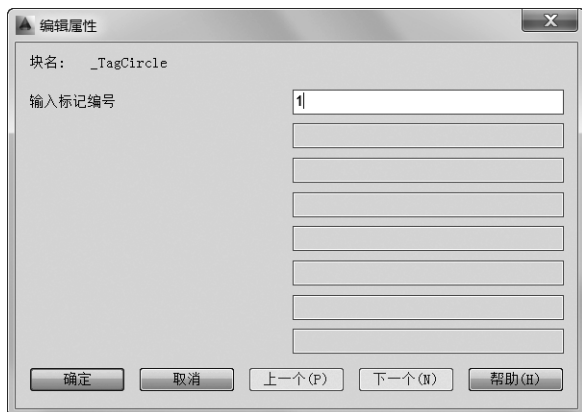 编辑属性
块名: _TagCircle
输入标记编号 1
确定 取消 上一个(P) 下一个(N) 帮助(H)